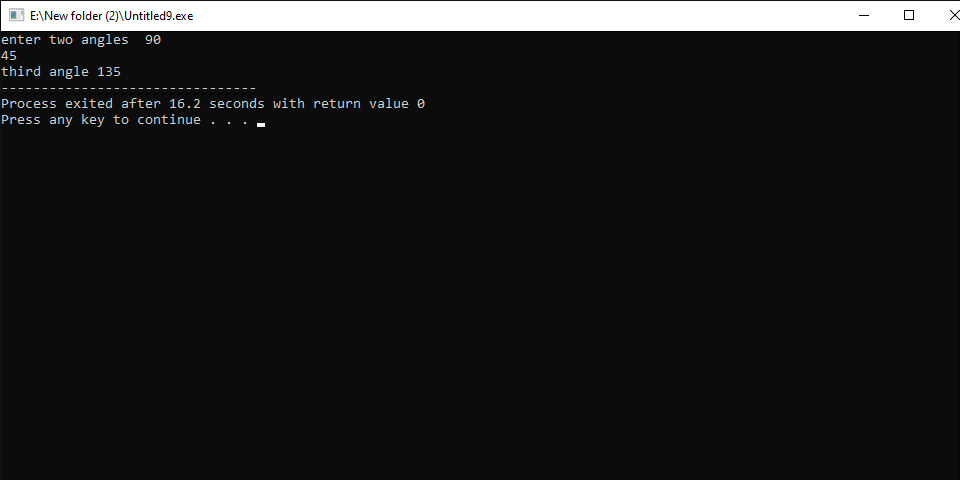 E:\New folder (2)\Untitled9.exe
enter two angles  90
45
third angle 135
--------------------------------
Process exited after 16.2 seconds with return value 0
Press any key to continue . . .